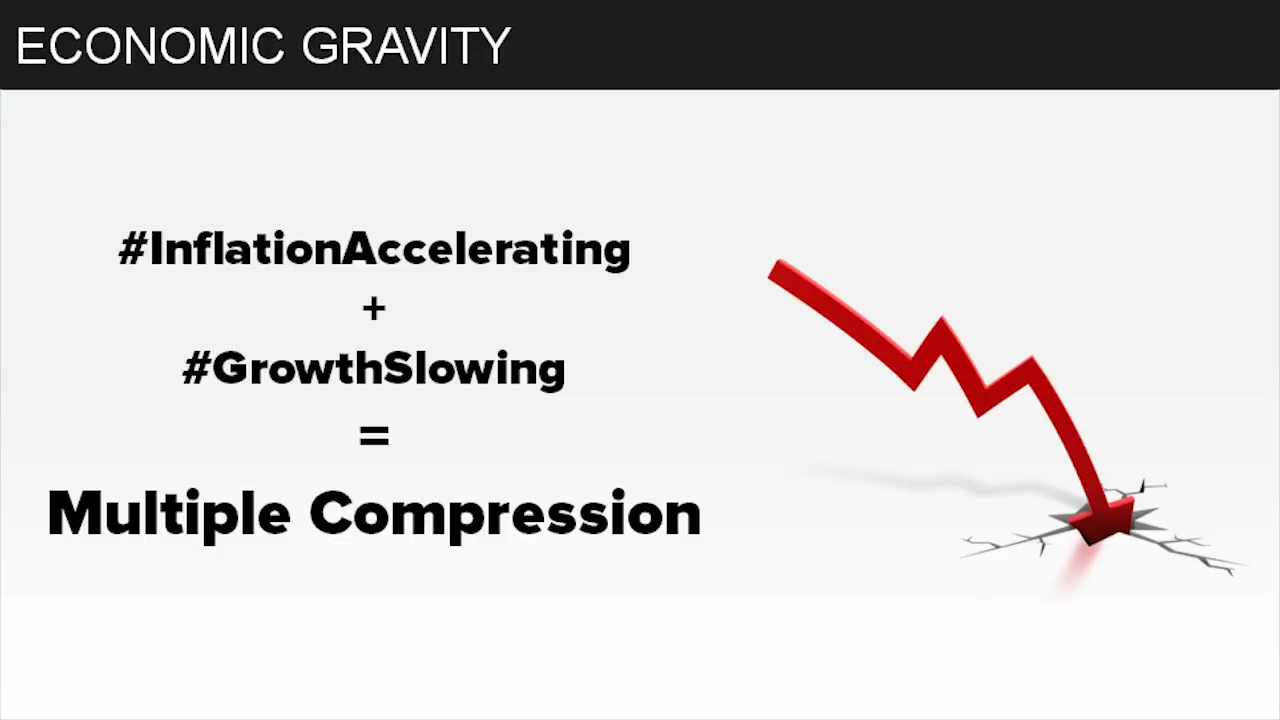 ECONOMIC GRAVITY
#InflationAccelerating
+
#GrowthSlowing
=
Multiple Compression